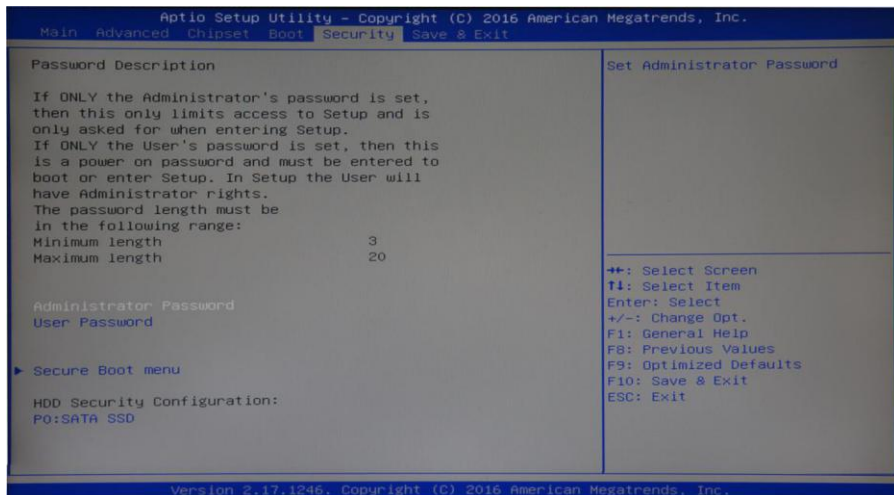 Aptio Setup Utility – Copyright (C) 2016 American Megatrends, Inc.
Main Advanced Chipset Boot Security Save & Exit
Password Description
If ONLY the Administrator's password is set,
then this only limits access to Setup and is
only asked for when entering Setup.
If ONLY the User's password is set, then this
is a power on password and must be entered to
boot or enter Setup. In Setup the User will
have Administrator rights.
The password length must be
in the following range:
Minimum length 3
Maximum length 20
Administrator Password
User Password
► Secure Boot menu
HDD Security Configuration:
P0:SATA SSD
Set Administrator Password
→←: Select Screen
↑↓: Select Item
Enter: Select
+/-: Change Opt.
F1: General Help
F8: Previous Values
F9: Optimized Defaults
F10: Save & Exit
ESC: Exit
Version 2.17.1246. Copyright (C) 2016 American Megatrends, Inc.